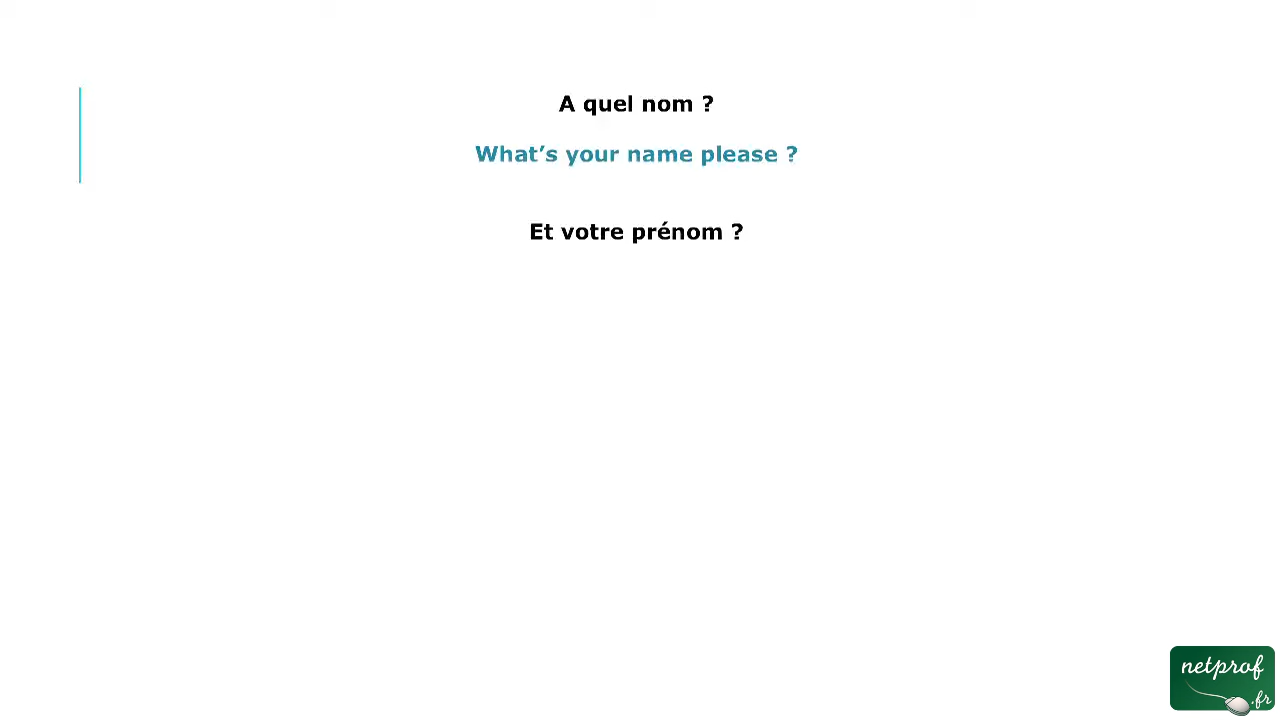 A quel nom ?
What’s your name please ?
Et votre prénom ?
netprof
.fr